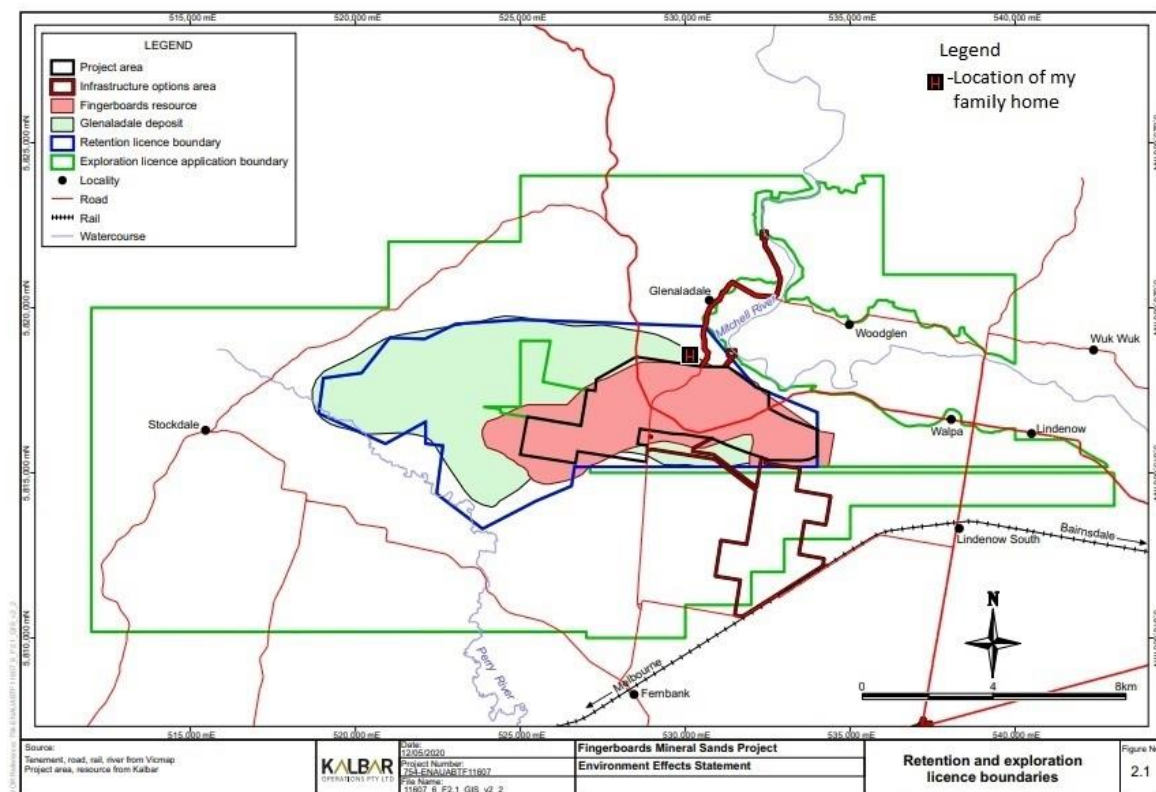 515,000 mE
520,000 mE
525,000 mE
530,000 mE
535,000 mE
540,000 mE
LEGEND
Project area
Infrastructure options area
Fingerboards resource
Glenaladale deposit
Retention licence boundary
Exploration licence application boundary
Locality
Road
Rail
Watercourse
Legend
H -Location of my
family home
5,825,000 mN
5,820,000 mN
5,815,000 mN
5,810,000 mN
Glenaladale
Mitchell River
Woodglen
Wuk Wuk
H
Stockdale
Walpa
Lindenow
Lindenow South
Bairnsdale
Perry River
Melbourne
Fernbank
N
0
4
8km
515,000 mE
520,000 mE
525,000 mE
530,000 mE
535,000 mE
540,000 mE
Source:
Tenement, road, rail, river from Vicmap
Project area, resource from Kalbar
KALBAR
OPERATIONS PTY LTD
Date:
12/05/2020
Project Number:
754-ENAUABTF11607
File Name:
11607_6_F2.1_GIS_v2_2
Fingerboards Mineral Sands Project
Environment Effects Statement
Retention and exploration
licence boundaries
Figure No
2.1